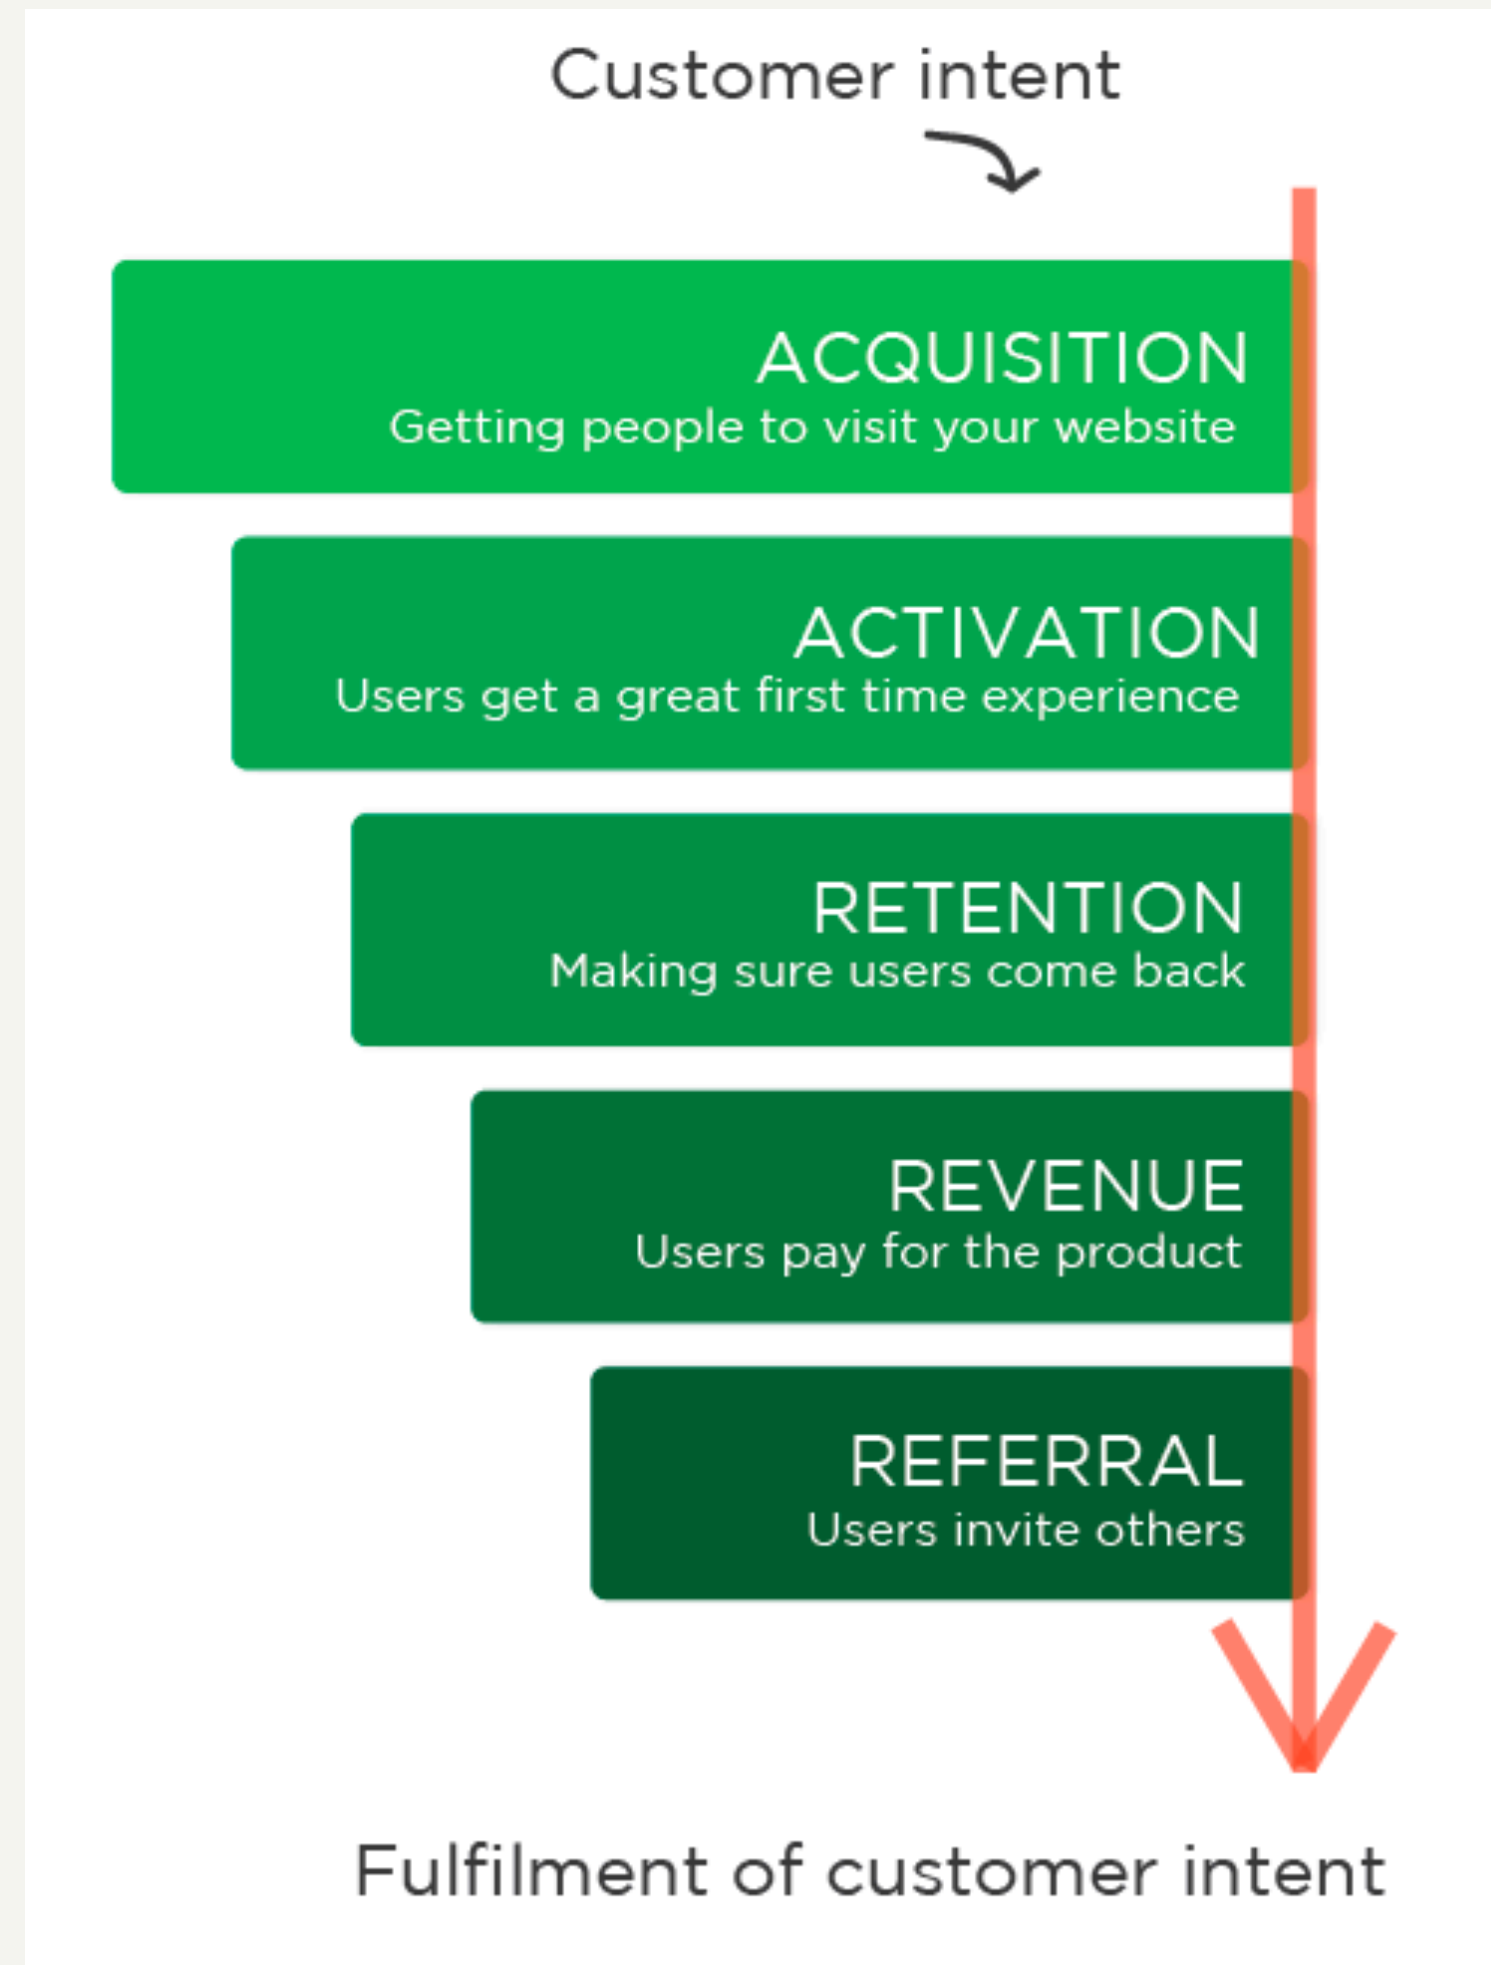 Customer intent
ACQUISITION
Getting people to visit your website
ACTIVATION
Users get a great first time experience
RETENTION
Making sure users come back
REVENUE
Users pay for the product
REFERRAL
Users invite others
Fulfilment of customer intent